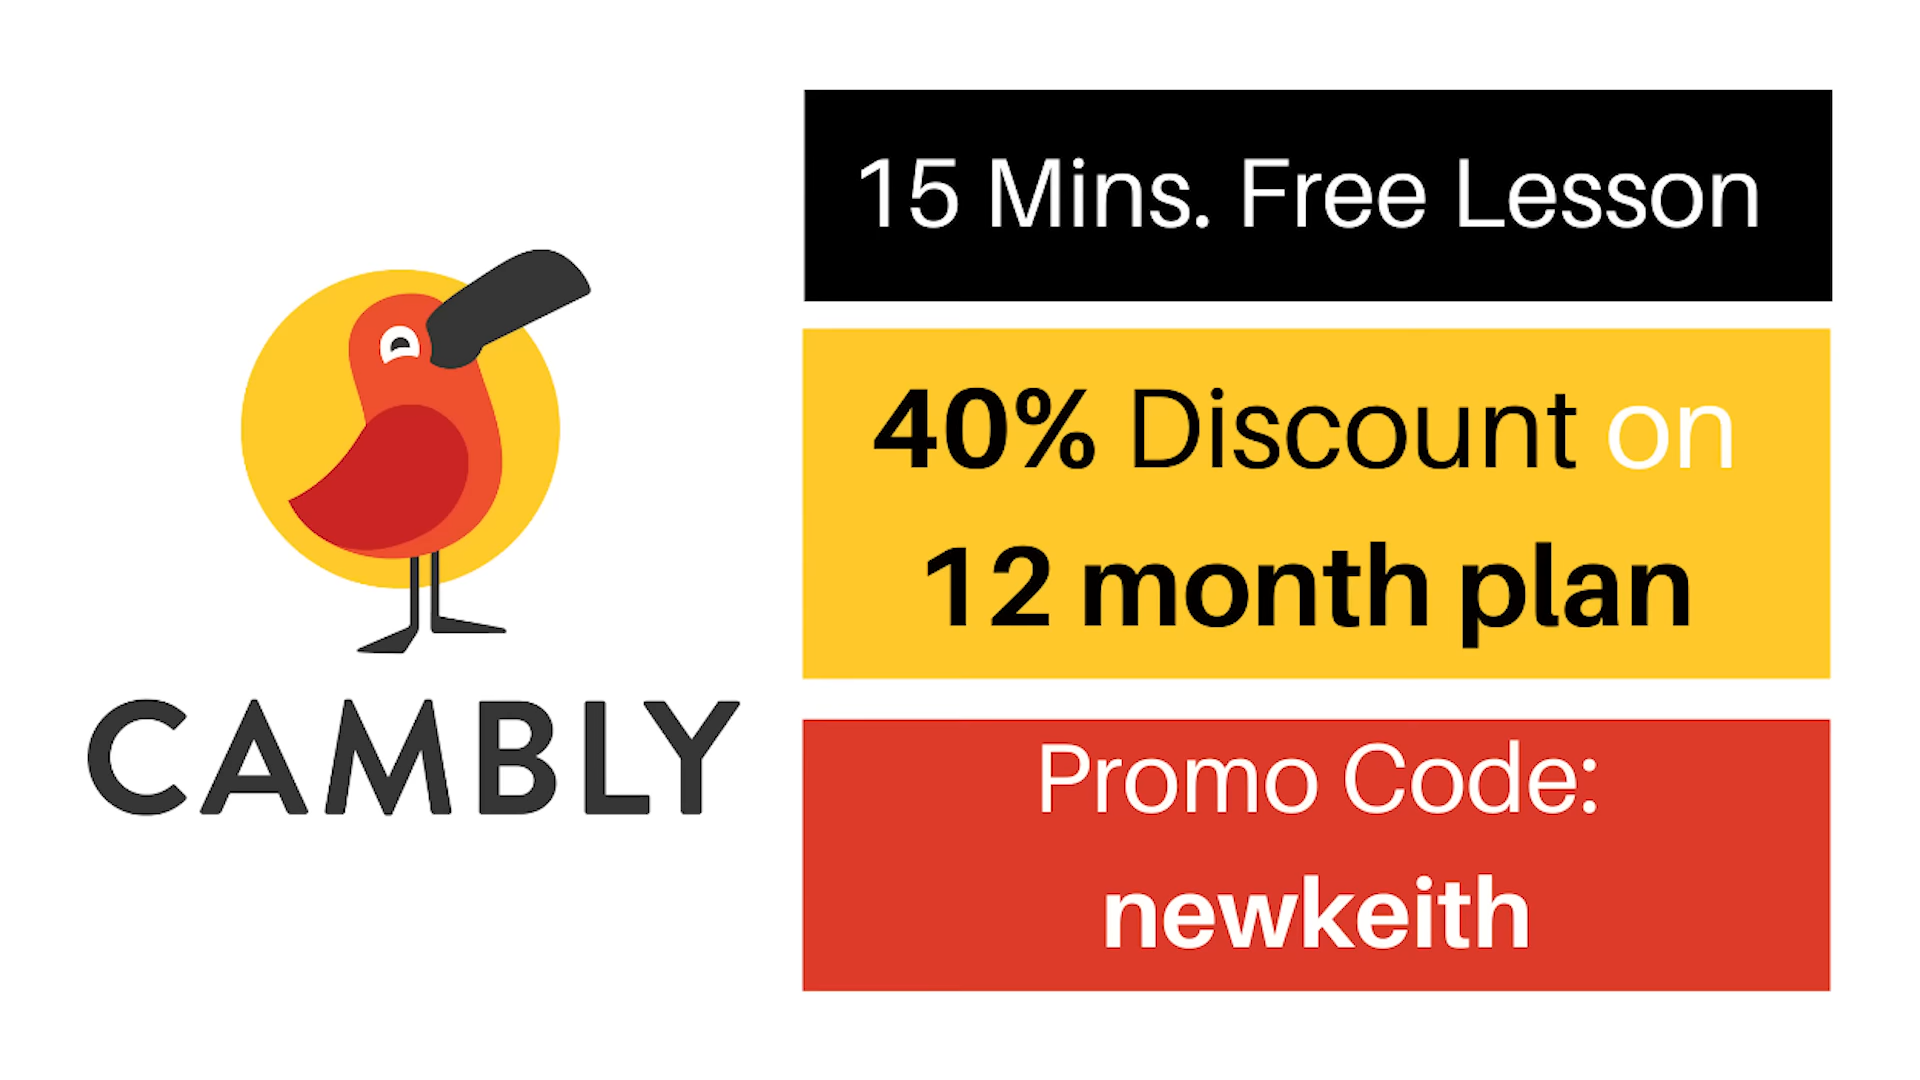 CAMBLY
15 Mins. Free Lesson
40% Discount on
12 month plan
Promo Code:
newkeith